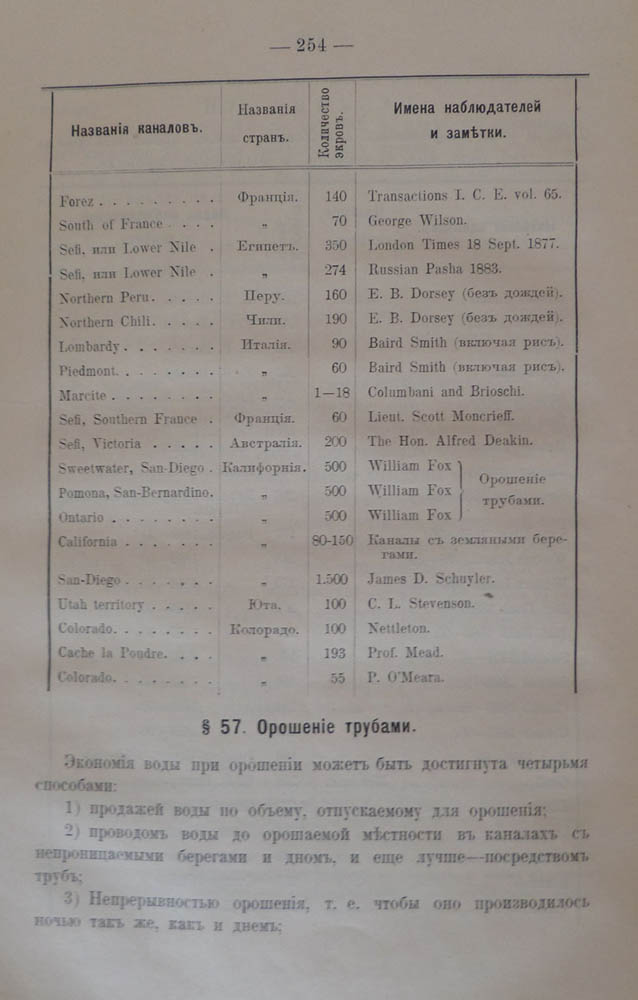 — 254 —
Названія каналовъ. Названія странъ. Количество экровъ. Имена наблюдателей и замѣтки.
Forez . . . . . . . . . Франція. 140 Transactions I. C. E. vol. 65.
South of France . . . . „ 70 George Wilson.
Sefi, или Lower Nile . Египетъ. 350 London Times 18 Sept. 1877.
Sefi, или Lower Nile . „ 274 Russian Pasha 1883.
Northern Peru. . . . . Перу. 160 E. B. Dorsey (безъ дождей).
Northern Chili. . . . . Чили. 190 E. B. Dorsey (безъ дождей).
Lombardy . . . . . . . Италія. 90 Baird Smith (включая рисъ).
Piedmont. . . . . . . . „ 60 Baird Smith (включая рисъ).
Marcite . . . . . . . . „ 1—18 Columbani and Brioschi.
Sefi, Southern France . Франція. 60 Lieut. Scott Moncrieff.
Sefi, Victoria . . . . . Австралія. 200 The Hon. Alfred Deakin.
Sweetwater, San-Diego . Калифорнія. 500 William Fox
Pomona, San-Bernardino. „ 500 William Fox Орошеніе
Ontario . . . . . . . . „ 500 William Fox трубами.
California . . . . . . . „ 80-150 Каналы съ земляными бере-
гами.
San-Diego . . . . . . . „ 1.500 James D. Schuyler.
Utah territory . . . . . Юта. 100 C. L. Stevenson.
Colorado. . . . . . . . Колорадо. 100 Nettleton.
Cache la Poudre. . . . „ 193 Prof. Mead.
Colorado. . . . . . . . „ 55 P. O'Meara.
§ 57. Орошеніе трубами.
Экономія воды при орошеніи можетъ быть достигнута четырьмя
способами:
1) продажей воды по объему, отпускаемому для орошенія;
2) проводомъ воды до орошаемой мѣстности въ каналахъ съ
непроницаемыми берегами и дномъ, и еще лучше—посредствомъ
трубъ;
3) Непрерывностью орошенія, т. е. чтобы оно производилось
ночью такъ же, какъ и днемъ;